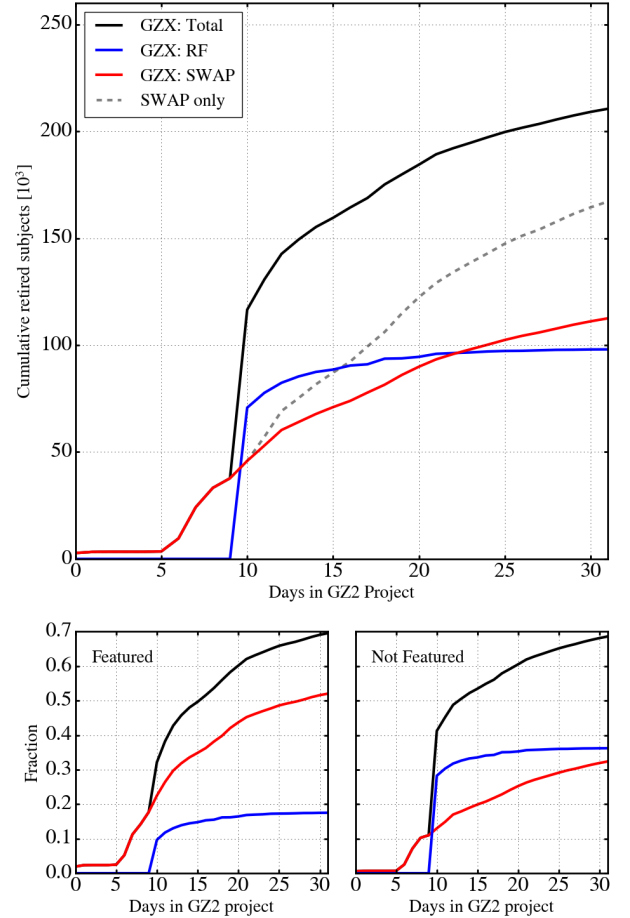 GZX: Total
GZX: RF
GZX: SWAP
SWAP only
Cumulative retired subjects [10³]
250
200
150
100
50
0
0 5 10 15 20 25 30
Days in GZ2 Project
Featured
Fraction
0.7
0.6
0.5
0.4
0.3
0.2
0.1
0.0
0 5 10 15 20 25 30
Days in GZ2 project
Not Featured
0 5 10 15 20 25 30
Days in GZ2 project